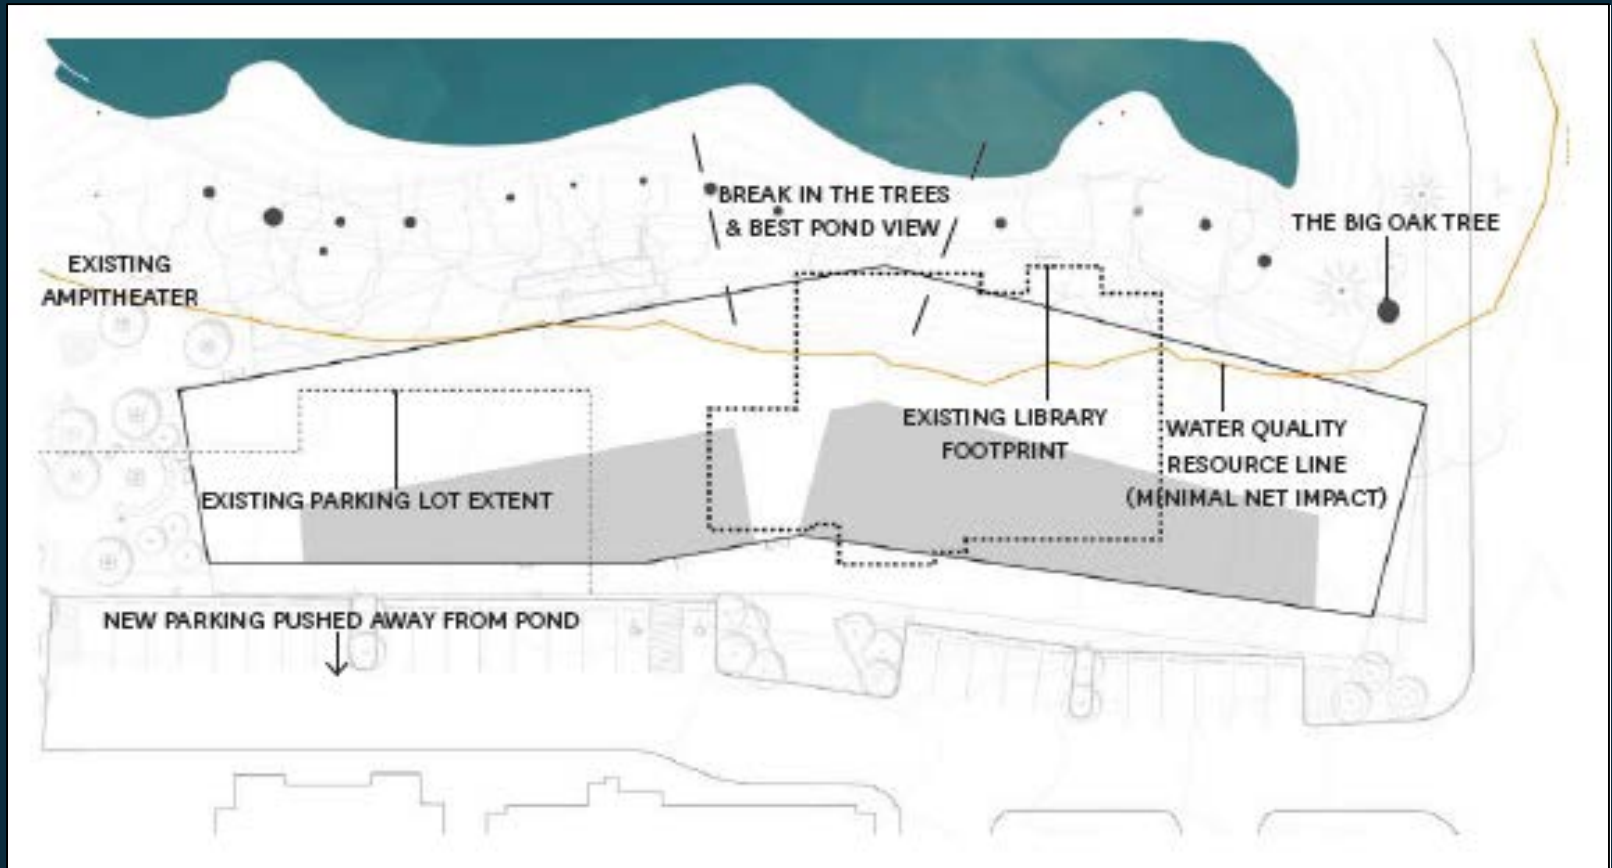 BREAK IN THE TREES
& BEST POND VIEW
THE BIG OAK TREE
EXISTING
AMPITHEATER
EXISTING LIBRARY
FOOTPRINT
WATER QUALITY
RESOURCE LINE
(MINIMAL NET IMPACT)
EXISTING PARKING LOT EXTENT
NEW PARKING PUSHED AWAY FROM POND